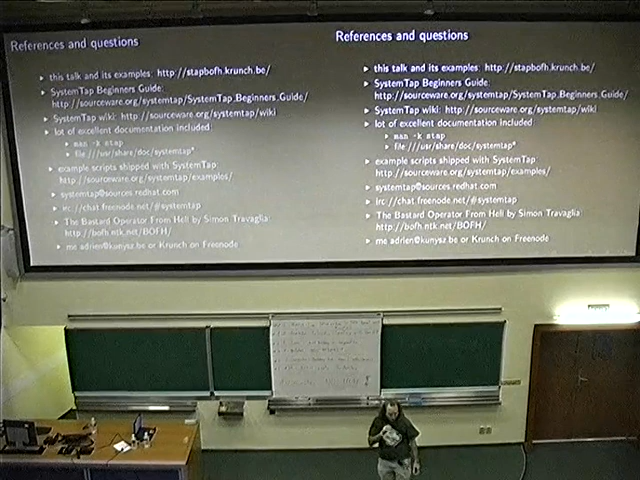 References and questions
this talk and its examples: http://stapbofh.krunch.be/
SystemTap Beginners Guide:
http://sourceware.org/systemtap/SystemTap_Beginners_Guide/
SystemTap wiki: http://sourceware.org/systemtap/wiki
lot of excellent documentation included:
man -k stap
file:///usr/share/doc/systemtap*
example scripts shipped with SystemTap
http://sourceware.org/systemtap/examples/
systemtap@sources.redhat.com
irc://chat.freenode.net/#systemtap
The Bastard Operator From Hell by Simon Travaglia:
http://bofh.ntk.net/BOFH/
me adrien@kunysz.be or Krunch on Freenode
References and questions
this talk and its examples: http://stapbofh.krunch.be/
SystemTap Beginners Guide:
http://sourceware.org/systemtap/SystemTap_Beginners_Guide/
SystemTap wiki: http://sourceware.org/systemtap/wiki
lot of excellent documentation included:
man -k stap
file:///usr/share/doc/systemtap*
example scripts shipped with SystemTap
http://sourceware.org/systemtap/examples/
systemtap@sources.redhat.com
irc://chat.freenode.net/#systemtap
The Bastard Operator From Hell by Simon Travaglia
http://bofh.ntk.net/BOFH/
me adrien@kunysz.be or Krunch on Freenode